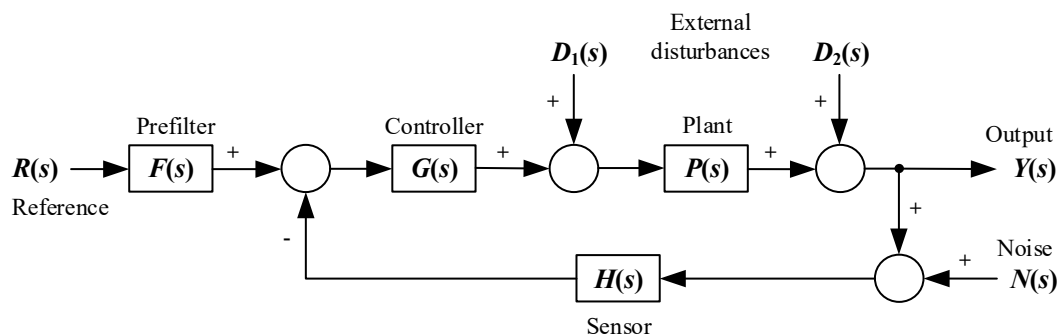 External
disturbances
D1(s)
D2(s)
+
+
Prefilter
Controller
Plant
Output
R(s)
F(s)
+
G(s)
+
P(s)
+
Y(s)
Reference
+
-
Noise
H(s)
+
N(s)
Sensor